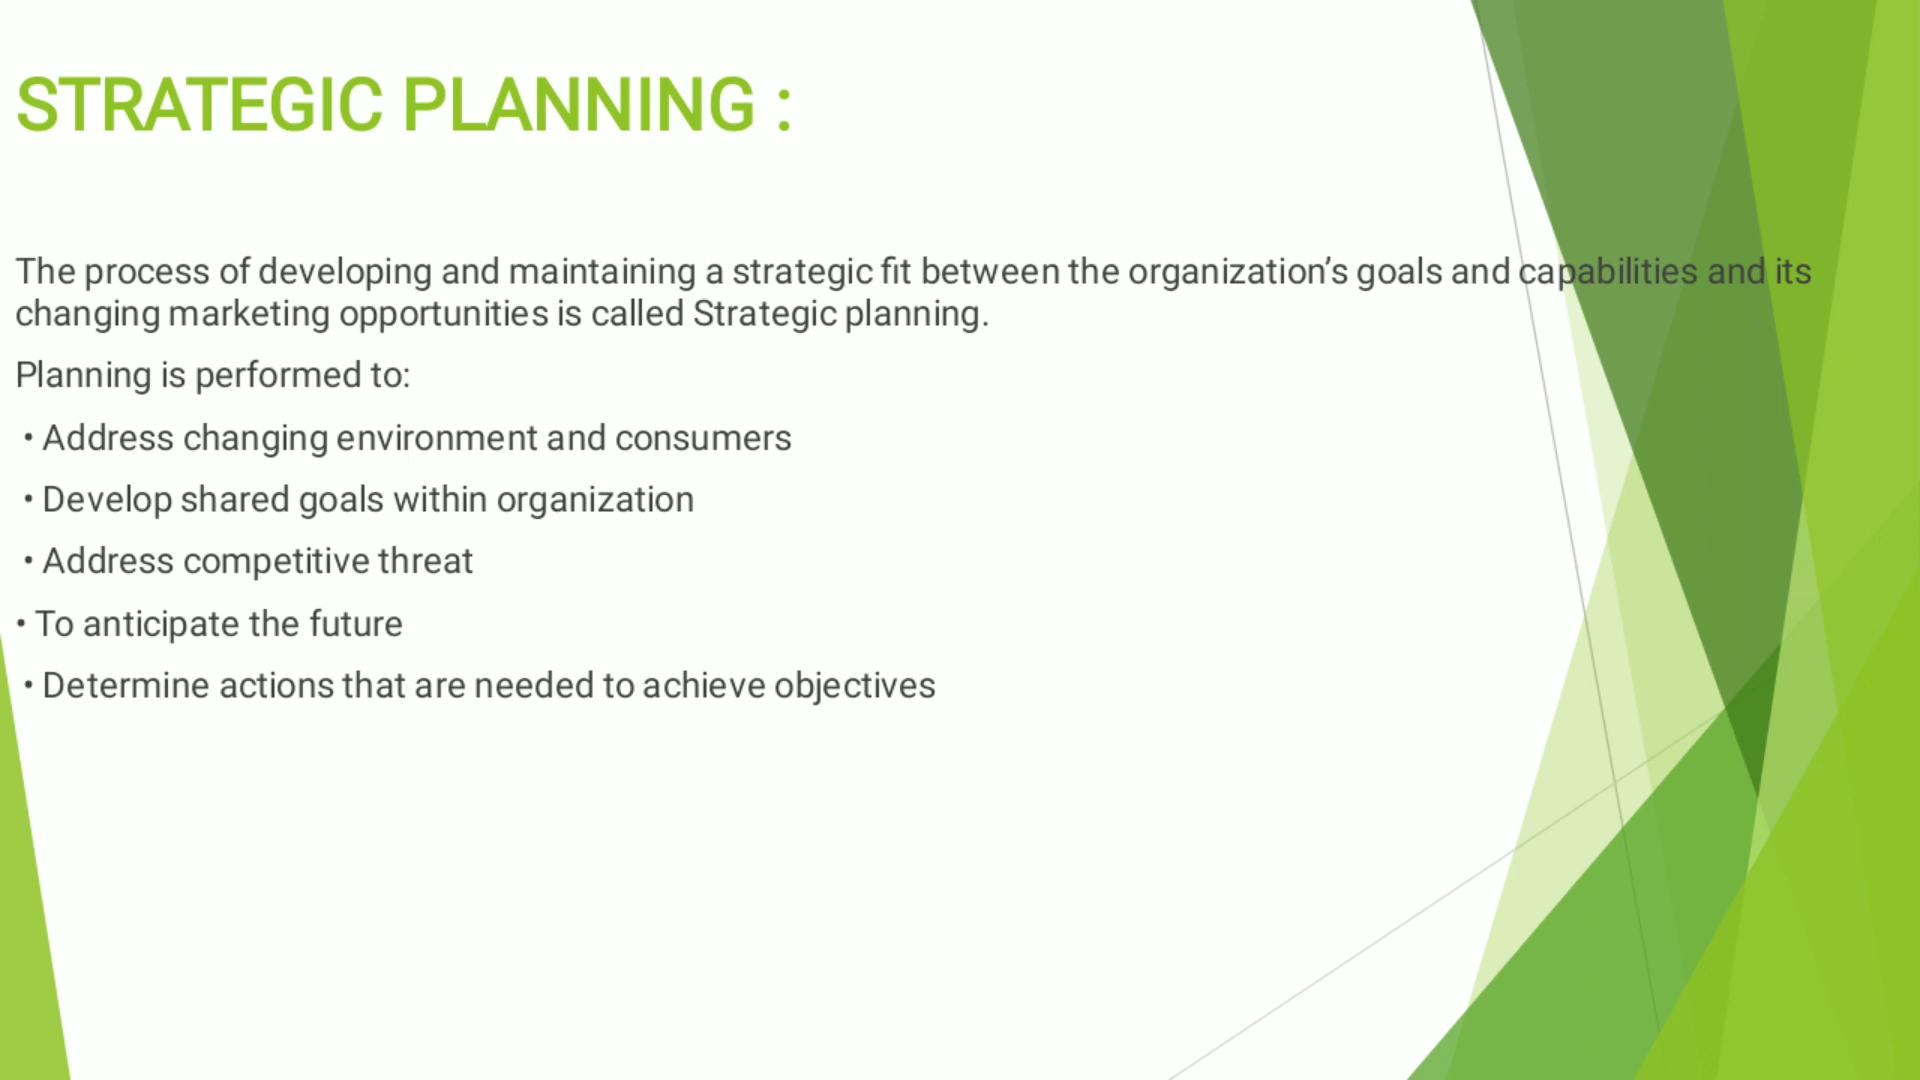 STRATEGIC PLANNING :
The process of developing and maintaining a strategic fit between the organization’s goals and capabilities and its
changing marketing opportunities is called Strategic planning.
Planning is performed to:
• Address changing environment and consumers
• Develop shared goals within organization
• Address competitive threat
• To anticipate the future
• Determine actions that are needed to achieve objectives